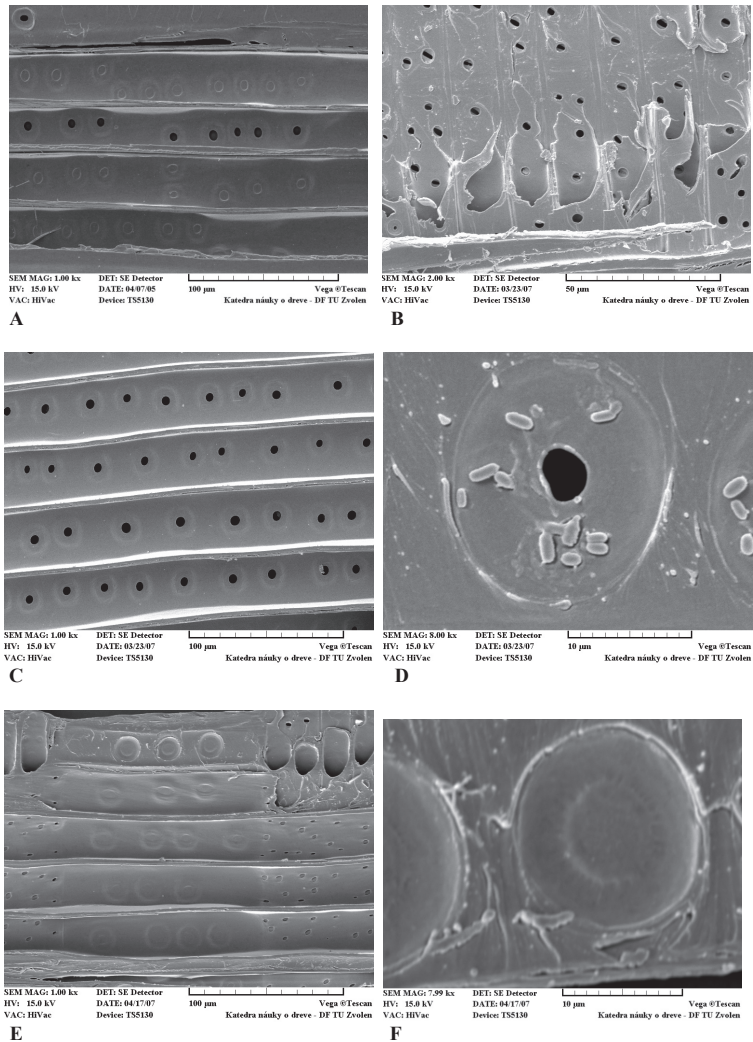 SEM MAG: 1.00 kx DET: SE Detector
HV: 15.0 kV DATE: 04/07/05 100 µm Vega ©Tescan
VAC: HiVac Device: TS5130 Katedra náuky o dreve - DF TU Zvolen
A
SEM MAG: 2.00 kx DET: SE Detector
HV: 15.0 kV DATE: 03/23/07 50 µm Vega ©Tescan
VAC: HiVac Device: TS5130 Katedra náuky o dreve - DF TU Zvolen
B
SEM MAG: 1.00 kx DET: SE Detector
HV: 15.0 kV DATE: 03/23/07 100 µm Vega ©Tescan
VAC: HiVac Device: TS5130 Katedra náuky o dreve - DF TU Zvolen
C
SEM MAG: 8.00 kx DET: SE Detector
HV: 15.0 kV DATE: 03/23/07 10 µm Vega ©Tescan
VAC: HiVac Device: TS5130 Katedra náuky o dreve - DF TU Zvolen
D
SEM MAG: 1.00 kx DET: SE Detector
HV: 15.0 kV DATE: 04/17/07 100 µm Vega ©Tescan
VAC: HiVac Device: TS5130 Katedra náuky o dreve - DF TU Zvolen
E
SEM MAG: 7.99 kx DET: SE Detector
HV: 15.0 kV DATE: 04/17/07 10 µm Vega ©Tescan
VAC: HiVac Device: TS5130 Katedra náuky o dreve - DF TU Zvolen
F